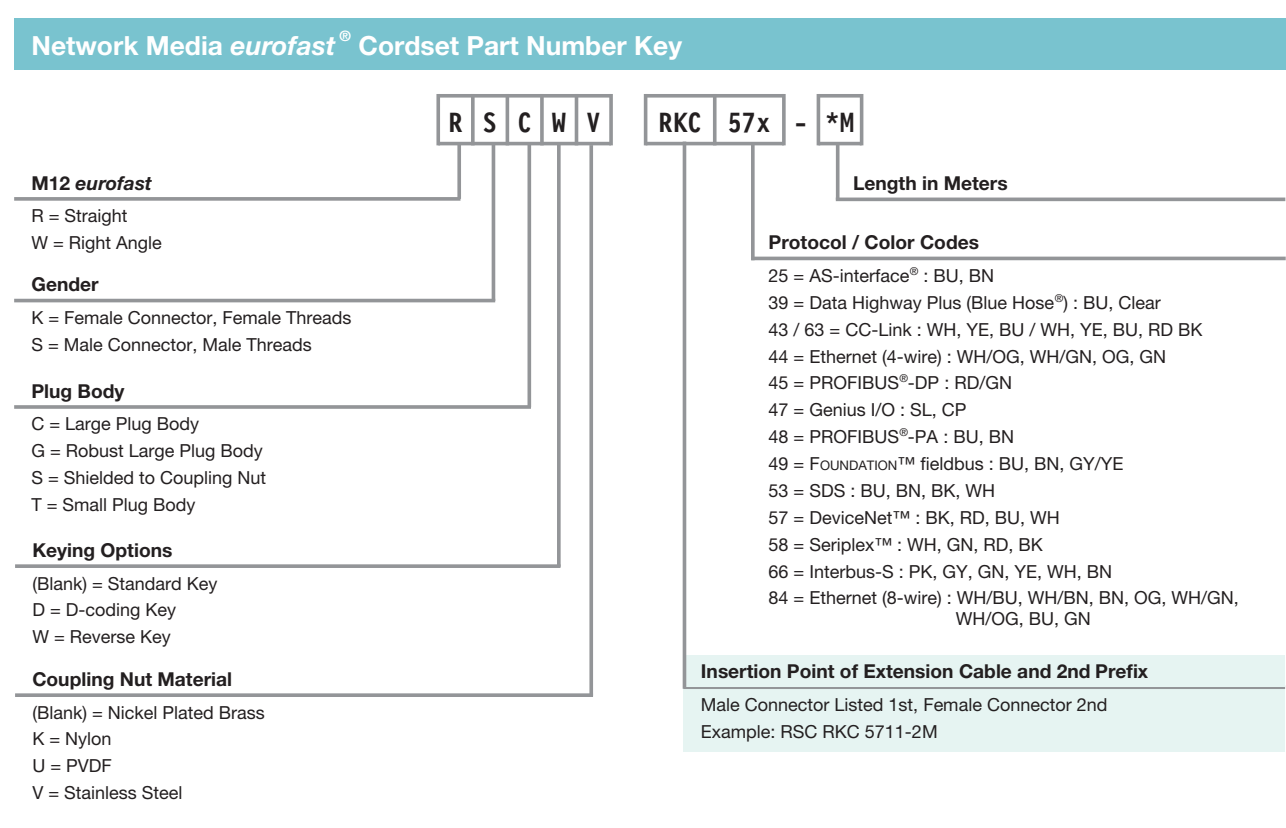 Network Media eurofast® Cordset Part Number Key
R S C W V RKC 57x - *M
M12 eurofast
R = Straight
W = Right Angle
Gender
K = Female Connector, Female Threads
S = Male Connector, Male Threads
Plug Body
C = Large Plug Body
G = Robust Large Plug Body
S = Shielded to Coupling Nut
T = Small Plug Body
Keying Options
(Blank) = Standard Key
D = D-coding Key
W = Reverse Key
Coupling Nut Material
(Blank) = Nickel Plated Brass
K = Nylon
U = PVDF
V = Stainless Steel
Length in Meters
Protocol / Color Codes
25 = AS-interface® : BU, BN
39 = Data Highway Plus (Blue Hose®) : BU, Clear
43 / 63 = CC-Link : WH, YE, BU / WH, YE, BU, RD BK
44 = Ethernet (4-wire) : WH/OG, WH/GN, OG, GN
45 = PROFIBUS®-DP : RD/GN
47 = Genius I/O : SL, CP
48 = PROFIBUS®-PA : BU, BN
49 = FOUNDATION™ fieldbus : BU, BN, GY/YE
53 = SDS : BU, BN, BK, WH
57 = DeviceNet™ : BK, RD, BU, WH
58 = Seriplex™ : WH, GN, RD, BK
66 = Interbus-S : PK, GY, GN, YE, WH, BN
84 = Ethernet (8-wire) : WH/BU, WH/BN, BN, OG, WH/GN,
WH/OG, BU, GN
Insertion Point of Extension Cable and 2nd Prefix
Male Connector Listed 1st, Female Connector 2nd
Example: RSC RKC 5711-2M